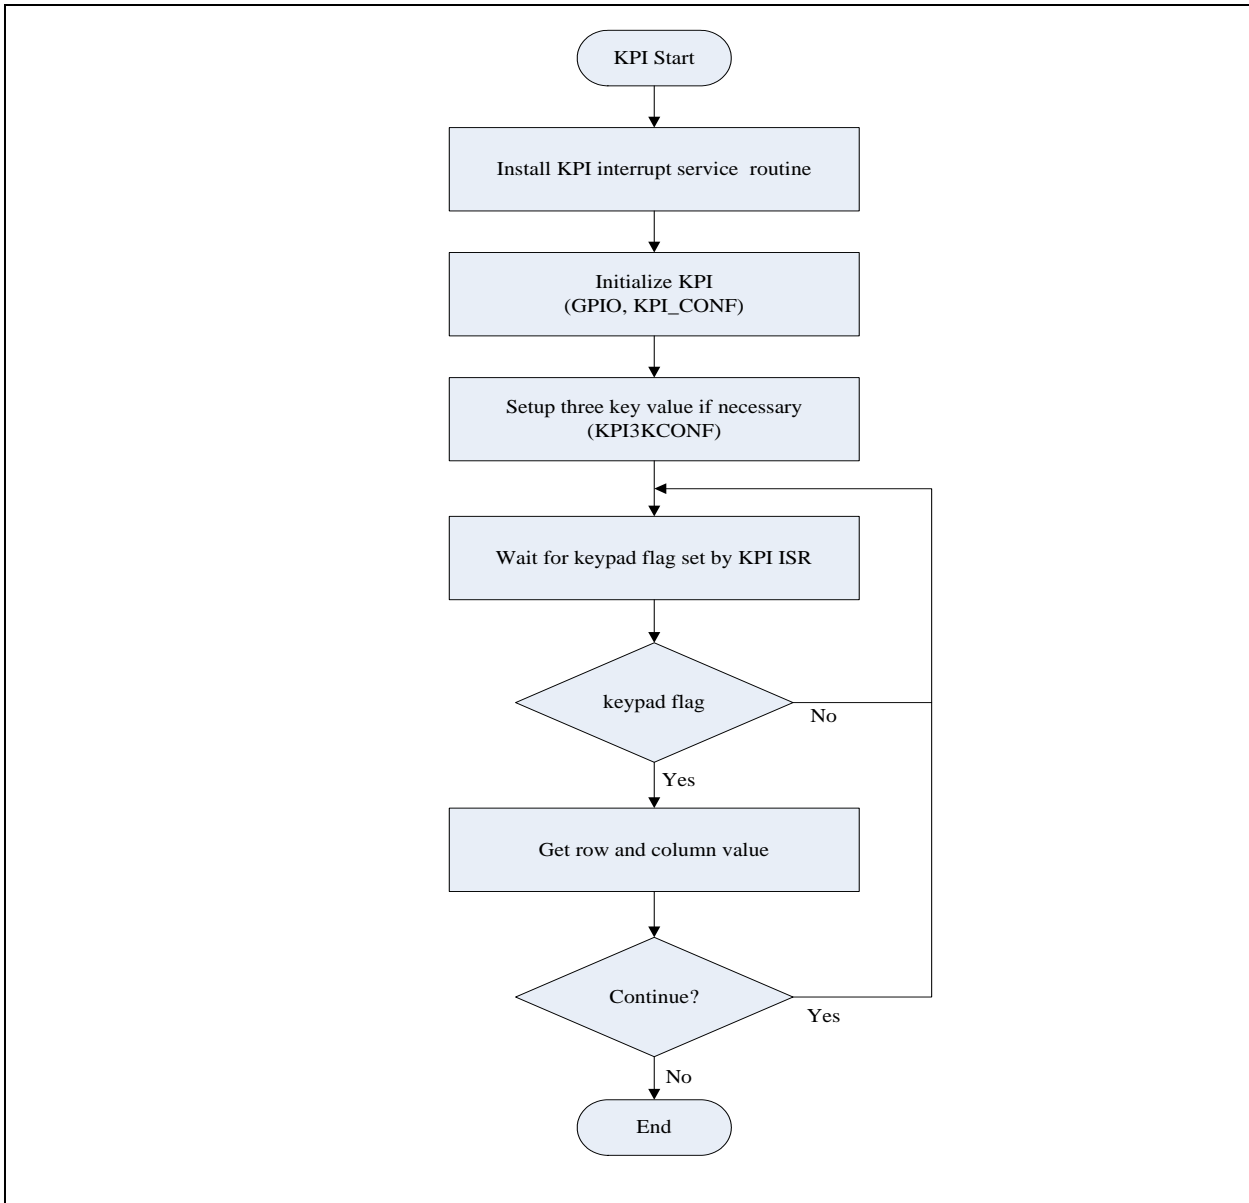 KPI Start
Install KPI interrupt service  routine
Initialize KPI
(GPIO, KPI_CONF)
Setup three key value if necessary
(KPI3KCONF)
Wait for keypad flag set by KPI ISR
keypad flag
No
Yes
Get row and column value
Continue?
Yes
No
End